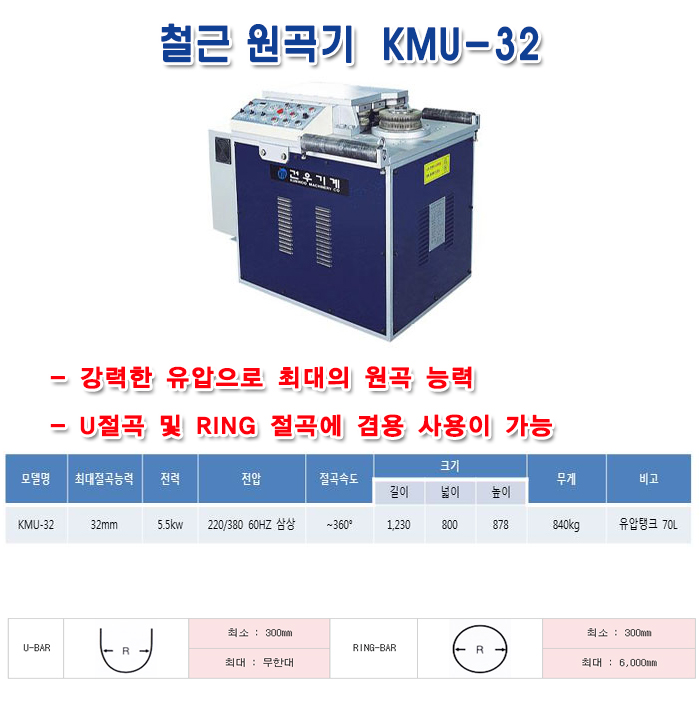 철근 원곡기 KMU-32
건우기계
KUNWOO MACHINERY CO
- 강력한 유압으로 최대의 원곡 능력
- U절곡 및 RING 절곡에 겸용 사용이 가능
모델명 최대절곡능력 전력 전압 절곡속도 크기 무게 비고
길이 넓이 높이
KMU-32 32mm 5.5kw 220/380 60HZ 삼상 ~360° 1,230 800 878 840kg 유압탱크 70L
U-BAR R 최소 : 300mm RING-BAR R 최소 : 300mm
최대 : 무한대 최대 : 6,000mm